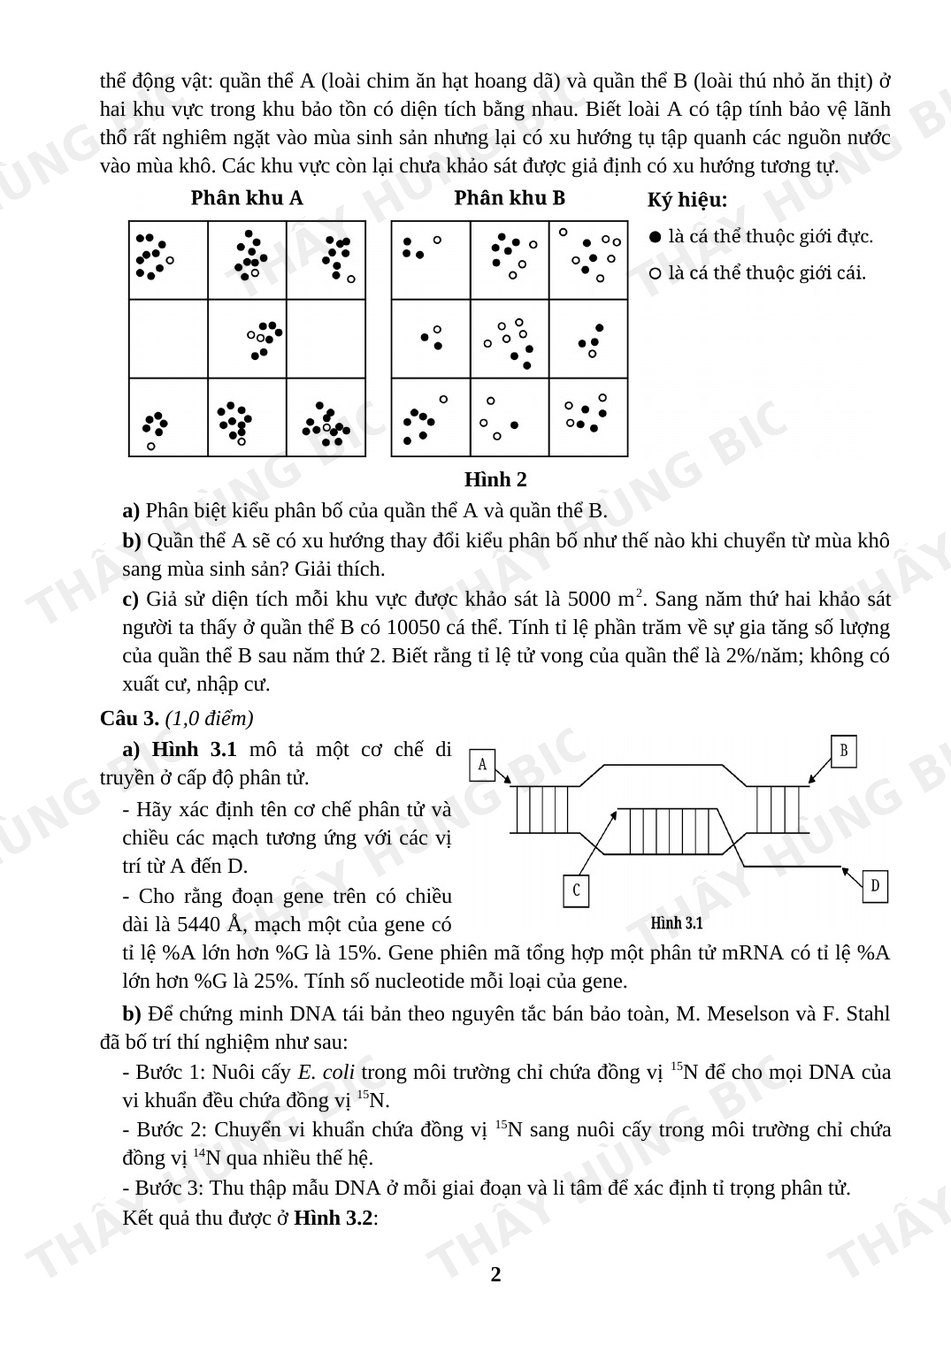 thể động vật: quần thể A (loài chim ăn hạt hoang dã) và quần thể B (loài thú nhỏ ăn thịt) ở
hai khu vực trong khu bảo tồn có diện tích bằng nhau. Biết loài A có tập tính bảo vệ lãnh
thổ rất nghiêm ngặt vào mùa sinh sản nhưng lại có xu hướng tụ tập quanh các nguồn nước
vào mùa khô. Các khu vực còn lại chưa khảo sát được giả định có xu hướng tương tự.
Phân khu A
Phân khu B
Ký hiệu:
là cá thể thuộc giới đực.
là cá thể thuộc giới cái.
Hình 2
a) Phân biệt kiểu phân bố của quần thể A và quần thể B.
b) Quần thể A sẽ có xu hướng thay đổi kiểu phân bố như thế nào khi chuyển từ mùa khô
sang mùa sinh sản? Giải thích.
c) Giả sử diện tích mỗi khu vực được khảo sát là 5000 m². Sang năm thứ hai khảo sát
người ta thấy ở quần thể B có 10050 cá thể. Tính tỉ lệ phần trăm về sự gia tăng số lượng
của quần thể B sau năm thứ 2. Biết rằng tỉ lệ tử vong của quần thể là 2%/năm; không có
xuất cư, nhập cư.
Câu 3. (1,0 điểm)
a) Hình 3.1 mô tả một cơ chế di
truyền ở cấp độ phân tử.
- Hãy xác định tên cơ chế phân tử và
chiều các mạch tương ứng với các vị
trí từ A đến D.
- Cho rằng đoạn gene trên có chiều
dài là 5440 Å, mạch một của gene có
A
B
C
D
Hình 3.1
tỉ lệ %A lớn hơn %G là 15%. Gene phiên mã tổng hợp một phân tử mRNA có tỉ lệ %A
lớn hơn %G là 25%. Tính số nucleotide mỗi loại của gene.
b) Để chứng minh DNA tái bản theo nguyên tắc bán bảo toàn, M. Meselson và F. Stahl
đã bố trí thí nghiệm như sau:
- Bước 1: Nuôi cấy E. coli trong môi trường chỉ chứa đồng vị ¹⁵N để cho mọi DNA của
vi khuẩn đều chứa đồng vị ¹⁵N.
- Bước 2: Chuyển vi khuẩn chứa đồng vị ¹⁵N sang nuôi cấy trong môi trường chỉ chứa
đồng vị ¹⁴N qua nhiều thế hệ.
- Bước 3: Thu thập mẫu DNA ở mỗi giai đoạn và li tâm để xác định tỉ trọng phân tử.
Kết quả thu được ở Hình 3.2:
2
THẦY HÙNG BIC